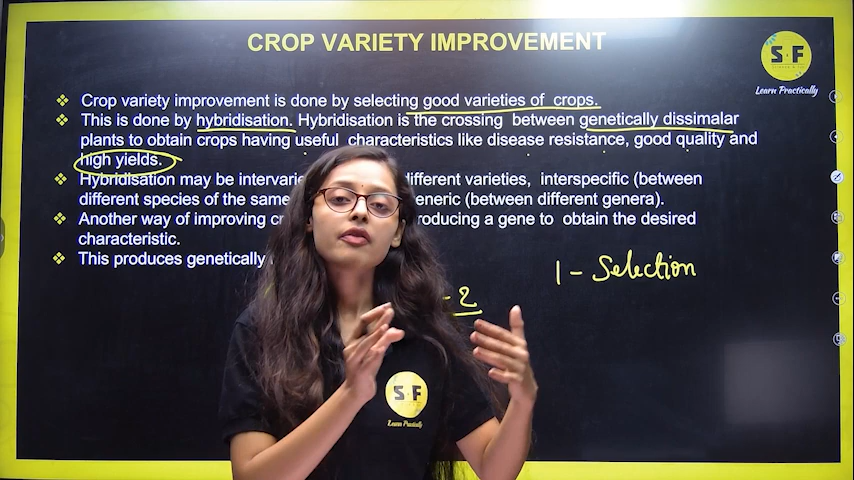 CROP VARIETY IMPROVEMENT
S F
Learn Practically
❖ Crop variety improvement is done by selecting good varieties of crops.
❖ This is done by hybridisation. Hybridisation is the crossing between genetically dissimalar
plants to obtain crops having useful characteristics like disease resistance, good quality and
high yields.
❖ Hybridisation may be different varieties, interspecific (between
different species of the same (between different genera).
❖ Another way of improving a gene to obtain the desired
characteristic.
❖ This produces genetically
1 - Selection
- 2
S F
Learn Practically